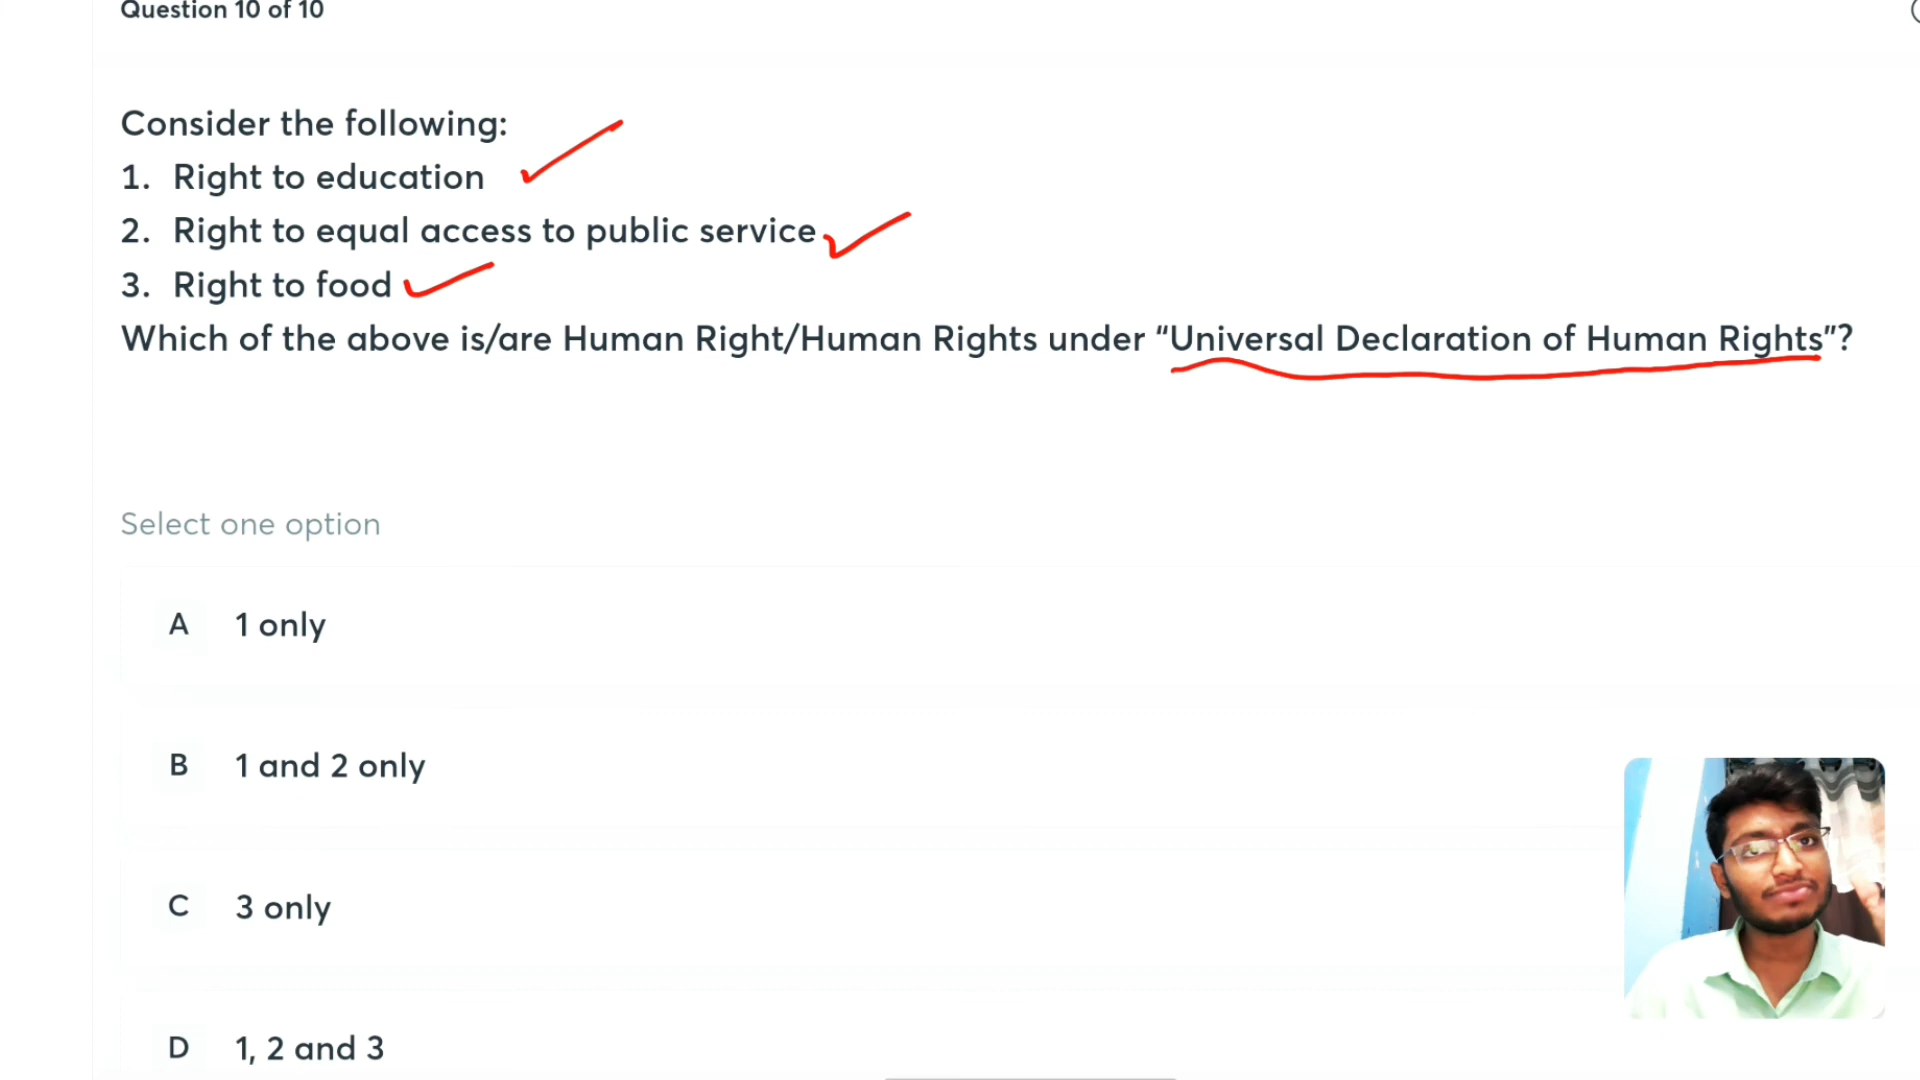 Question 10 of 10
Consider the following:
1. Right to education
2. Right to equal access to public service
3. Right to food
Which of the above is/are Human Right/Human Rights under “Universal Declaration of Human Rights”?
Select one option
A 1 only
B 1 and 2 only
C 3 only
D 1, 2 and 3